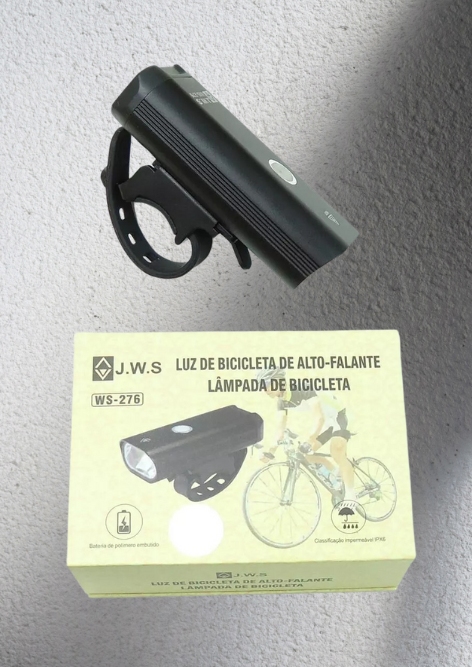 J.W.S
LUZ DE BICICLETA DE ALTO-FALANTE
LÂMPADA DE BICICLETA
WS-276
Bateria de polímero embutido
Classificação impermeável IP
J.W.S
LUZ DE BICICLETA DE ALTO-FALANTE
LÂMPADA DE BICICLETA